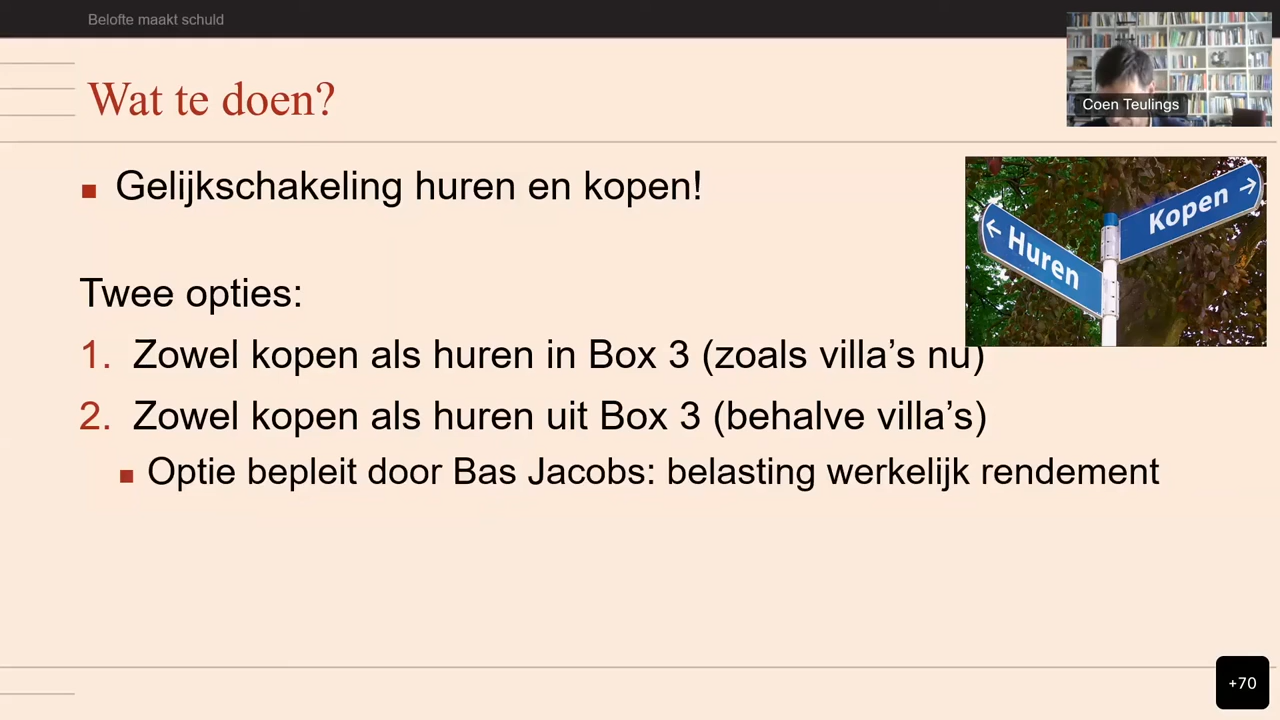 Belofte maakt schuld
Wat te doen?
Coen Teulings
Gelijkschakeling huren en kopen!
← Huren
Kopen →
Twee opties:
1. Zowel kopen als huren in Box 3 (zoals villa's nu)
2. Zowel kopen als huren uit Box 3 (behalve villa's)
Optie bepleit door Bas Jacobs: belasting werkelijk rendement
+70